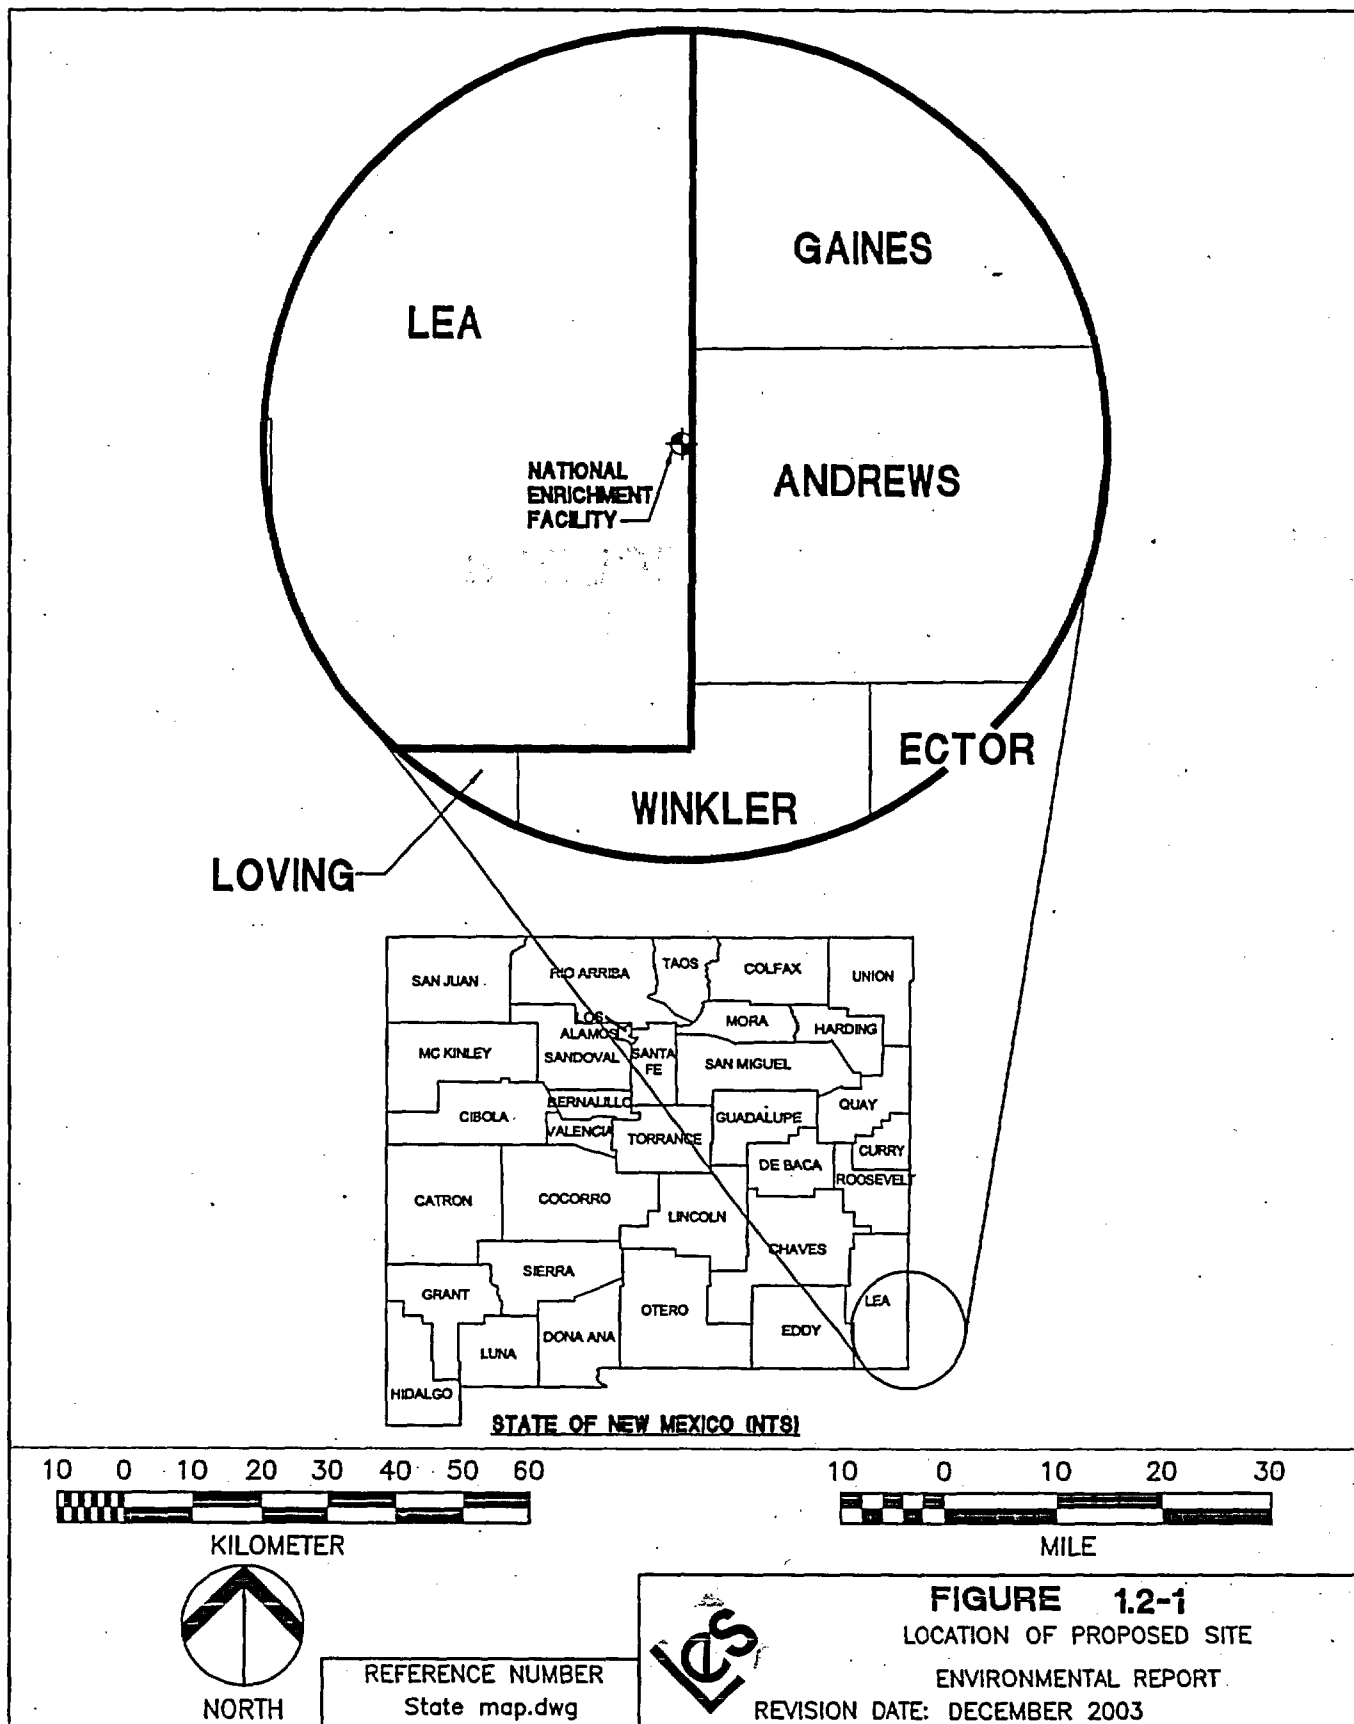 GAINES
LEA
NATIONAL
ENRICHMENT
FACILITY
ANDREWS
ECTOR
WINKLER
LOVING
SAN JUAN
RIO ARRIBA
TAOS
COLFAX
UNION
LOS
ALAMOS
MORA
HARDING
MC KINLEY
SANDOVAL
SANTA
FE
SAN MIGUEL
BERNALILLO
CIBOLA
GUADALUPE
QUAY
VALENCIA
TORRANCE
CURRY
DE BACA
ROOSEVELT
CATRON
COCORRO
LINCOLN
CHAVES
SIERRA
GRANT
OTERO
LEA
EDDY
DONA ANA
LUNA
HIDALGO
STATE OF NEW MEXICO (NTS)
10 0 10 20 30 40 50 60
KILOMETER
10 0 10 20 30
MILE
NORTH
REFERENCE NUMBER
State map.dwg
Les
FIGURE 1.2-1
LOCATION OF PROPOSED SITE
ENVIRONMENTAL REPORT
REVISION DATE: DECEMBER 2003